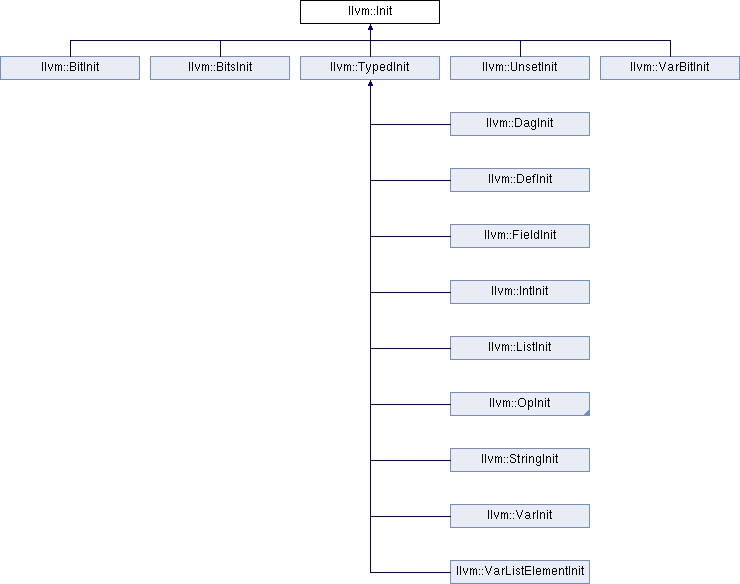 llvm::Init
llvm::BitInit
llvm::BitsInit
llvm::TypedInit
llvm::UnsetInit
llvm::VarBitInit
llvm::DagInit
llvm::DefInit
llvm::FieldInit
llvm::IntInit
llvm::ListInit
llvm::OpInit
llvm::StringInit
llvm::VarInit
llvm::VarListElementInit